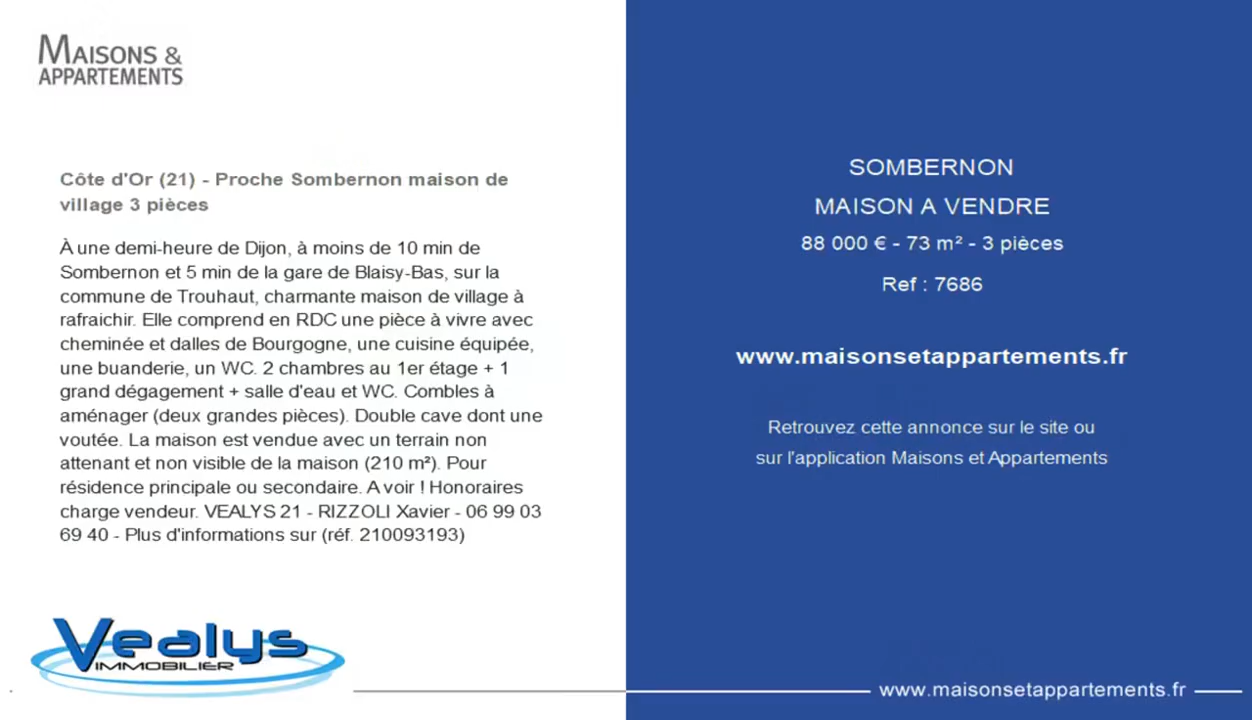 MAISONS &
APPARTEMENTS
Côte d'Or (21) - Proche Sombernon maison de
village 3 pièces
À une demi-heure de Dijon, à moins de 10 min de
Sombernon et 5 min de la gare de Blaisy-Bas, sur la
commune de Trouhaut, charmante maison de village à
rafraichir. Elle comprend en RDC une pièce à vivre avec
cheminée et dalles de Bourgogne, une cuisine équipée,
une buanderie, un WC. 2 chambres au 1er étage + 1
grand dégagement + salle d'eau et WC. Combles à
aménager (deux grandes pièces). Double cave dont une
voutée. La maison est vendue avec un terrain non
attenant et non visible de la maison (210 m²). Pour
résidence principale ou secondaire. A voir ! Honoraires
charge vendeur. VEALYS 21 - RIZZOLI Xavier - 06 99 03
69 40 - Plus d'informations sur (réf. 210093193)
Vealys
IMMOBILIER
SOMBERNON
MAISON A VENDRE
88 000 € - 73 m² - 3 pièces
Ref : 7686
www.maisonsetappartements.fr
Retrouvez cette annonce sur le site ou
sur l'application Maisons et Appartements
www.maisonsetappartements.fr